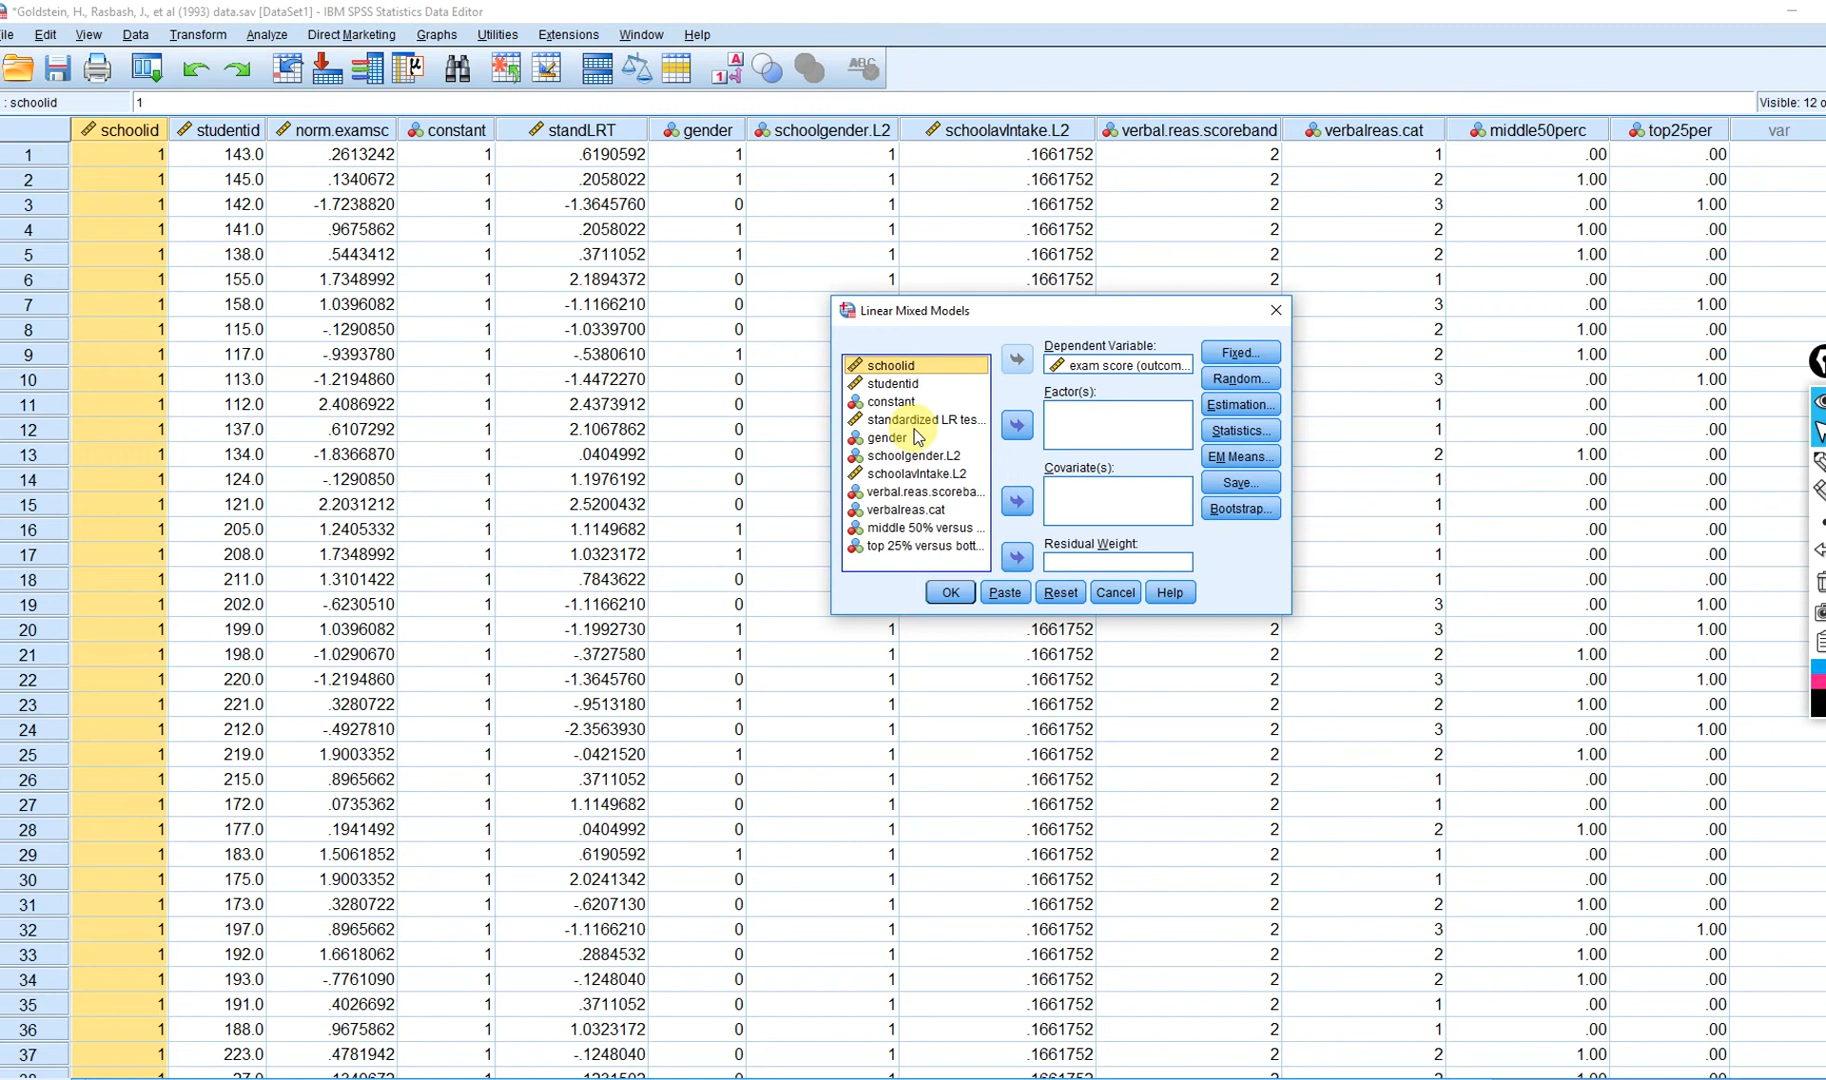 *Goldstein, H., Rasbash, J., et al (1993) data.sav [DataSet1] - IBM SPSS Statistics Data Editor
ile Edit View Data Transform Analyze Direct Marketing Graphs Utilities Extensions Window Help
: schoolid 1 Visible: 12 o
schoolid studentid norm.examsc constant standLRT gender schoolgender.L2 schoolavIntake.L2 verbal.reas.scoreband verbalreas.cat middle50perc top25per var
1 1 143.0 .2613242 1 .6190592 1 1 .1661752 2 1 .00 .00
2 1 145.0 .1340672 1 .2058022 1 1 .1661752 2 2 1.00 .00
3 1 142.0 -1.7238820 1 -1.3645760 0 1 .1661752 2 3 .00 1.00
4 1 141.0 .9675862 1 .2058022 1 1 .1661752 2 2 1.00 .00
5 1 138.0 .5443412 1 .3711052 1 1 .1661752 2 2 1.00 .00
6 1 155.0 1.7348992 1 2.1894372 0 1 .1661752 2 1 .00 .00
7 1 158.0 1.0396082 1 -1.1166210 0 3 .00 1.00
8 1 115.0 -.1290850 1 -1.0339700 0 2 1.00 .00
9 1 117.0 -.9393780 1 -.5380610 1 2 1.00 .00
10 1 113.0 -1.2194860 1 -1.4472270 0 3 .00 1.00
11 1 112.0 2.4086922 1 2.4373912 0 1 .00 .00
12 1 137.0 .6107292 1 2.1067862 0 1 .00 .00
13 1 134.0 -1.8366870 1 .0404992 0 2 1.00 .00
14 1 124.0 -.1290850 1 1.1976192 0 1 .00 .00
15 1 121.0 2.2031212 1 2.5200432 0 1 .00 .00
16 1 205.0 1.2405332 1 1.1149682 1 1 .00 .00
17 1 208.0 1.7348992 1 1.0323172 0 1 .00 .00
18 1 211.0 1.3101422 1 .7843622 0 1 .00 .00
19 1 202.0 -.6230510 1 -1.1166210 0 3 .00 1.00
20 1 199.0 1.0396082 1 -1.1992730 1 1 .1661752 2 3 .00 1.00
21 1 198.0 -1.0290670 1 -.3727580 1 1 .1661752 2 2 1.00 .00
22 1 220.0 -1.2194860 1 -1.3645760 0 1 .1661752 2 3 .00 1.00
23 1 221.0 .3280722 1 -.9513180 1 1 .1661752 2 2 1.00 .00
24 1 212.0 -.4927810 1 -2.3563930 0 1 .1661752 2 3 .00 1.00
25 1 219.0 1.9003352 1 -.0421520 1 1 .1661752 2 2 1.00 .00
26 1 215.0 .8965662 1 .3711052 0 1 .1661752 2 1 .00 .00
27 1 172.0 .0735362 1 1.1149682 0 1 .1661752 2 1 .00 .00
28 1 177.0 .1941492 1 .0404992 0 1 .1661752 2 2 1.00 .00
29 1 183.0 1.5061852 1 .6190592 1 1 .1661752 2 1 .00 .00
30 1 175.0 1.9003352 1 2.0241342 0 1 .1661752 2 1 .00 .00
31 1 173.0 .3280722 1 -.6207130 0 1 .1661752 2 2 1.00 .00
32 1 197.0 .8965662 1 -1.1166210 0 1 .1661752 2 3 .00 1.00
33 1 192.0 1.6618062 1 .2884532 0 1 .1661752 2 2 1.00 .00
34 1 193.0 -.7761090 1 -.1248040 0 1 .1661752 2 2 1.00 .00
35 1 191.0 .4026692 1 .3711052 0 1 .1661752 2 1 .00 .00
36 1 188.0 .9675862 1 1.0323172 0 1 .1661752 2 1 .00 .00
37 1 223.0 .4781942 1 -.1248040 0 1 .1661752 2 2 1.00 .00
Linear Mixed Models
schoolid
studentid
constant
standardized LR tes...
gender
schoolgender.L2
schoolavIntake.L2
verbal.reas.scoreba...
verbalreas.cat
middle 50% versus ...
top 25% versus bott...
Dependent Variable:
exam score (outcom...
Factor(s):
Covariate(s):
Residual Weight:
Fixed...
Random...
Estimation...
Statistics...
EM Means...
Save...
Bootstrap...
OK Paste Reset Cancel Help